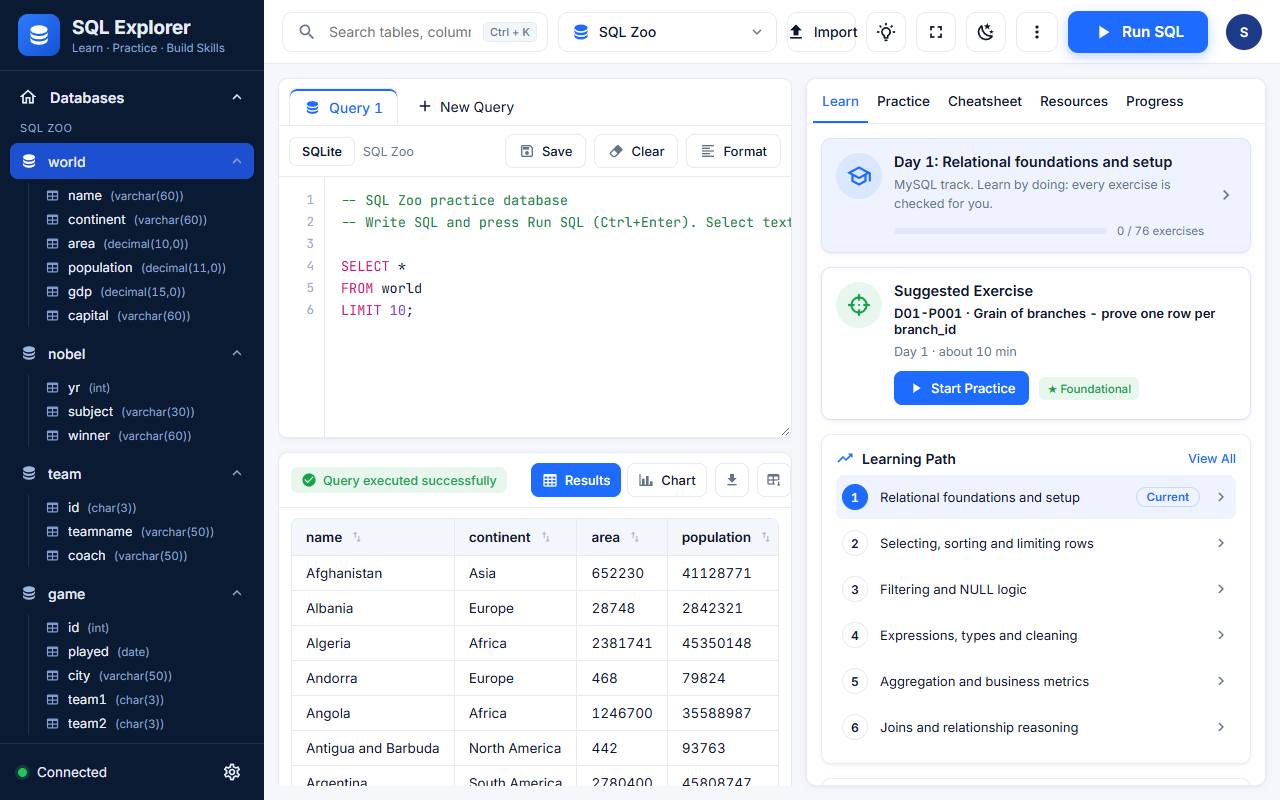 SQL Explorer
Learn · Practice · Build Skills
Databases
SQL ZOO
world
name (varchar(60))
continent (varchar(60))
area (decimal(10,0))
population (decimal(11,0))
gdp (decimal(15,0))
capital (varchar(60))
nobel
yr (int)
subject (varchar(30))
winner (varchar(60))
team
id (char(3))
teamname (varchar(50))
coach (varchar(50))
game
id (int)
played (date)
city (varchar(50))
team1 (char(3))
team2 (char(3))
Connected
Search tables, column
Ctrl + K
SQL Zoo
Import
Run SQL
S
Query 1
New Query
SQLite
SQL Zoo
Save
Clear
Format
1 -- SQL Zoo practice database
2 -- Write SQL and press Run SQL (Ctrl+Enter). Select text
3
4 SELECT *
5 FROM world
6 LIMIT 10;
Query executed successfully
Results
Chart
name continent area population
Afghanistan Asia 652230 41128771
Albania Europe 28748 2842321
Algeria Africa 2381741 45350148
Andorra Europe 468 79824
Angola Africa 1246700 35588987
Antigua and Barbuda North America 442 93763
Argentina South America 2780400 45808747
Learn Practice Cheatsheet Resources Progress
Day 1: Relational foundations and setup
MySQL track. Learn by doing: every exercise is
checked for you.
0 / 76 exercises
Suggested Exercise
D01-P001 · Grain of branches - prove one row per
branch_id
Day 1 · about 10 min
Start Practice
★ Foundational
Learning Path
View All
1 Relational foundations and setup Current
2 Selecting, sorting and limiting rows
3 Filtering and NULL logic
4 Expressions, types and cleaning
5 Aggregation and business metrics
6 Joins and relationship reasoning